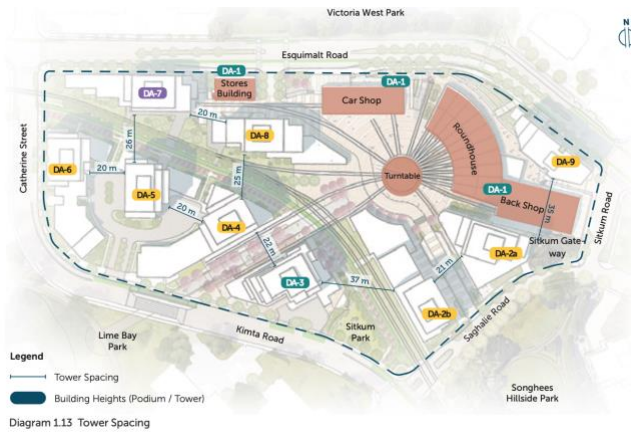 Victoria West Park
N
Esquimalt Road
DA-1
Stores
Building
DA-7
DA-1
Car Shop
20 m
DA-8
26 m
Roundhouse
Catherine Street
DA-6
20 m
DA-5
25 m
Turntable
DA-9
DA-1
Back Shop
35 m
Sitkum Road
20 m
DA-4
22 m
DA-2a
Sitkum Gate
way
21 m
DA-3
37 m
DA-2b
Saghalie Road
Lime Bay
Park
Kimta Road
Sitkum
Park
Legend
Tower Spacing
Building Heights (Podium / Tower)
Songhees
Hillside Park
Diagram 1.13 Tower Spacing